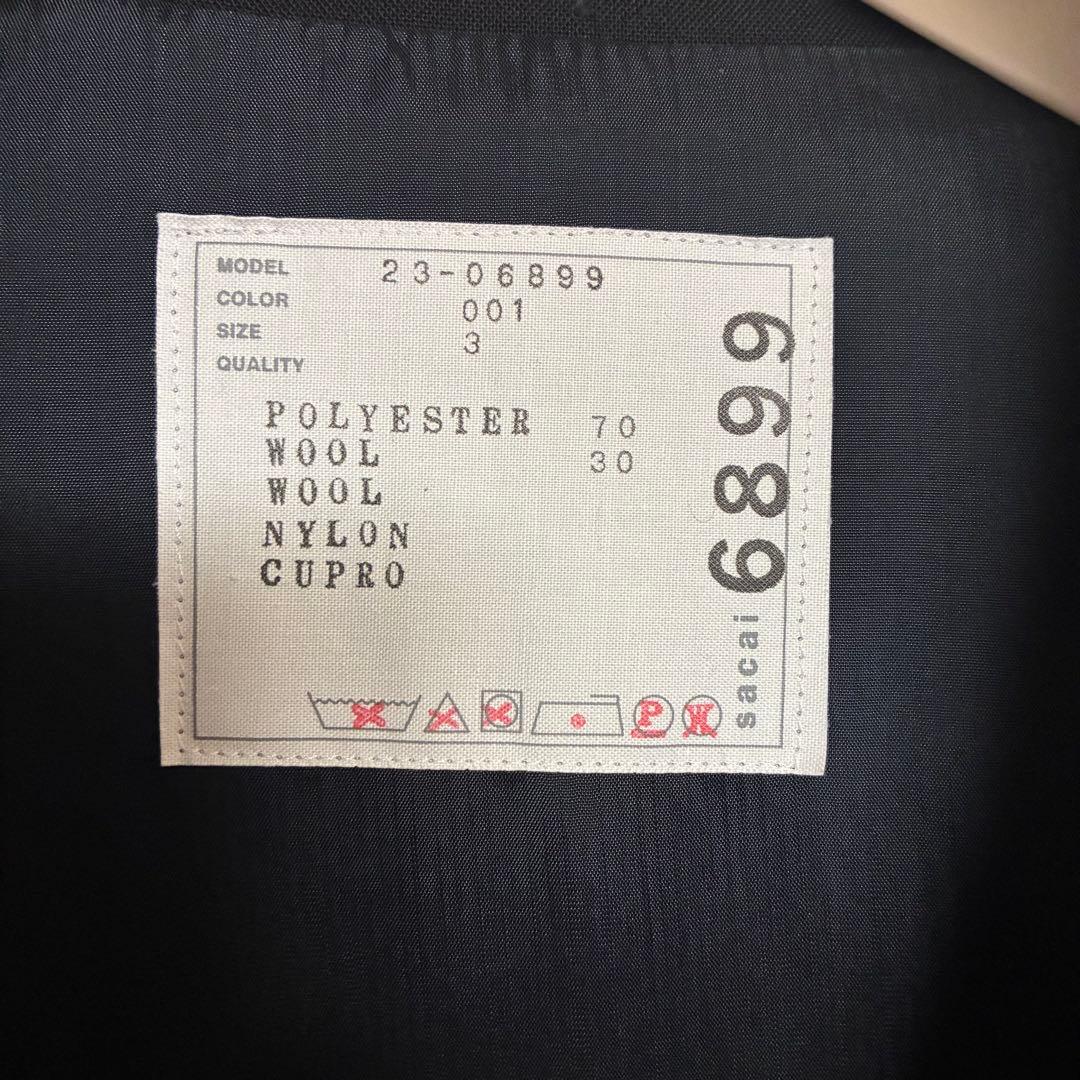 MODEL 23-06899
COLOR 001
SIZE 3
QUALITY
POLYESTER 70
WOOL 30
WOOL
NYLON
CUPRO
P W
sacai 6899